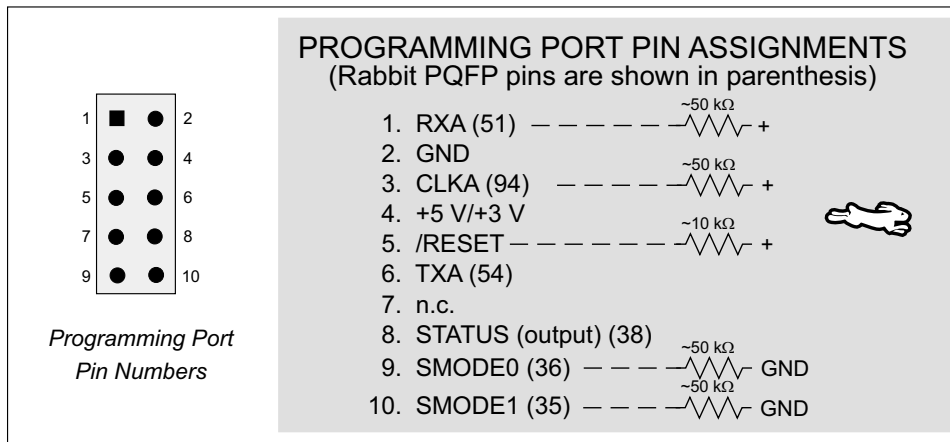 PROGRAMMING PORT PIN ASSIGNMENTS
(Rabbit PQFP pins are shown in parenthesis)
1 2
3 4
5 6
7 8
9 10
Programming Port
Pin Numbers
~50 kΩ
1. RXA (51) +
2. GND
~50 kΩ
3. CLKA (94) +
4. +5 V/+3 V
~10 kΩ
5. /RESET +
6. TXA (54)
7. n.c.
8. STATUS (output) (38)
~50 kΩ
9. SMODE0 (36) GND
~50 kΩ
10. SMODE1 (35) GND